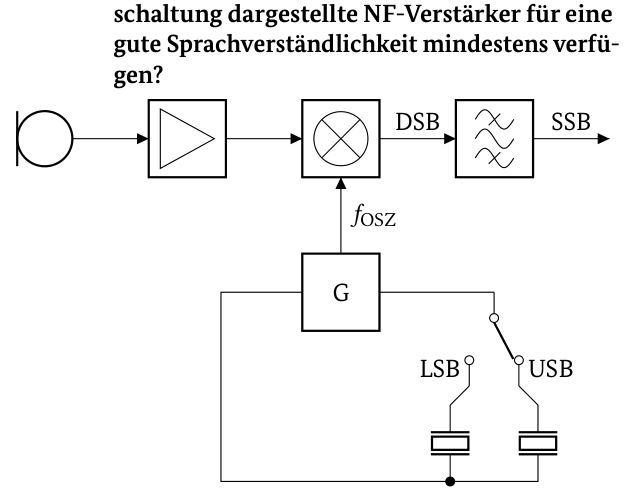 schaltung dargestellte NF-Verstärker für eine
gute Sprachverständlichkeit mindestens verfü-
gen?
DSB
SSB
fOSZ
G
LSB
USB